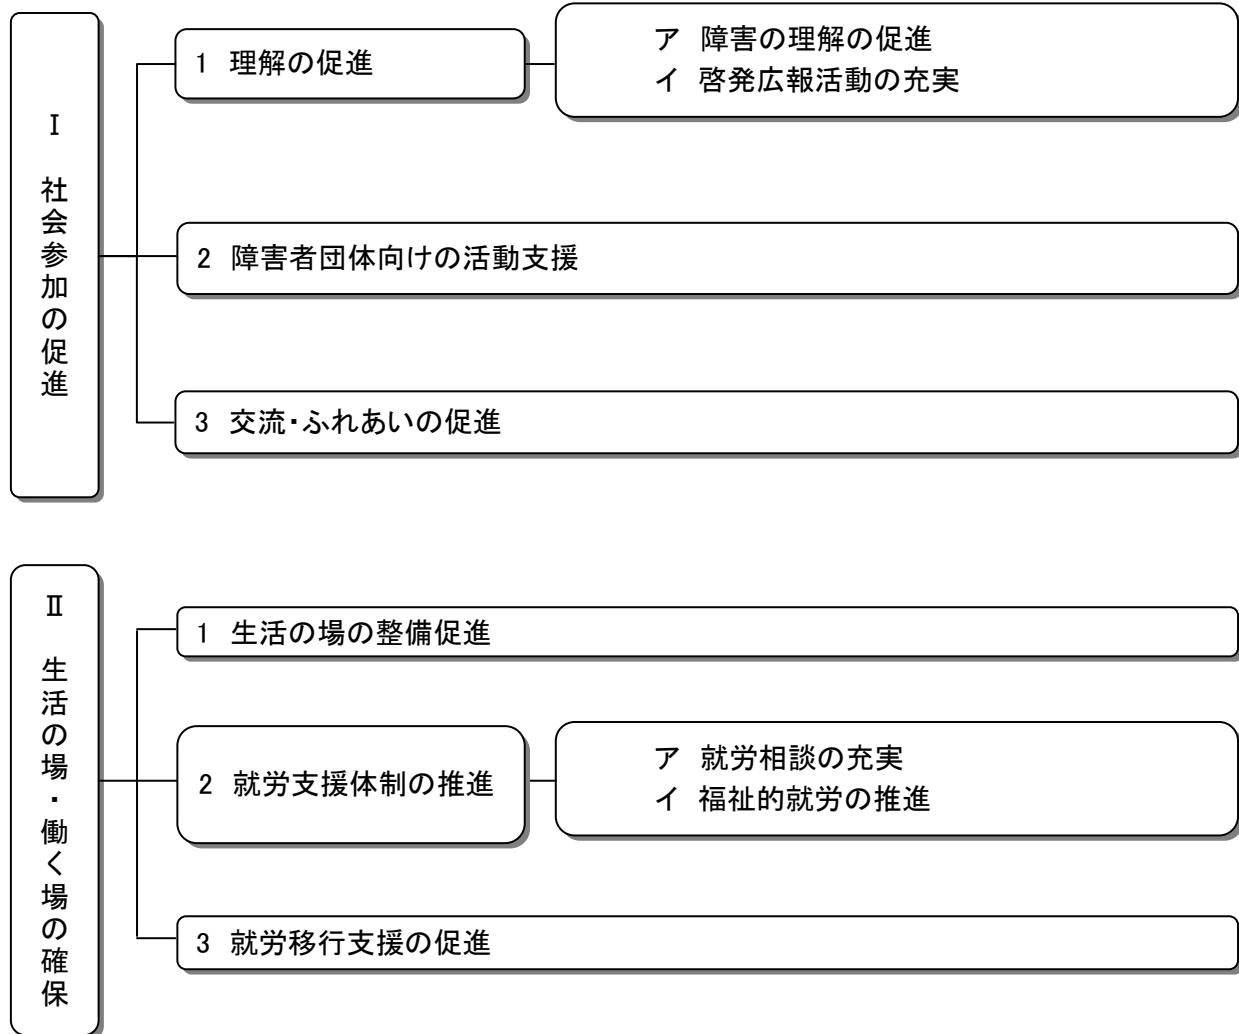 Ⅰ 社会参加の促進
1 理解の促進
ア 障害の理解の促進
イ 啓発広報活動の充実
2 障害者団体向けの活動支援
3 交流・ふれあいの促進
Ⅱ 生活の場・働く場の確保
1 生活の場の整備促進
2 就労支援体制の推進
ア 就労相談の充実
イ 福祉的就労の推進
3 就労移行支援の促進